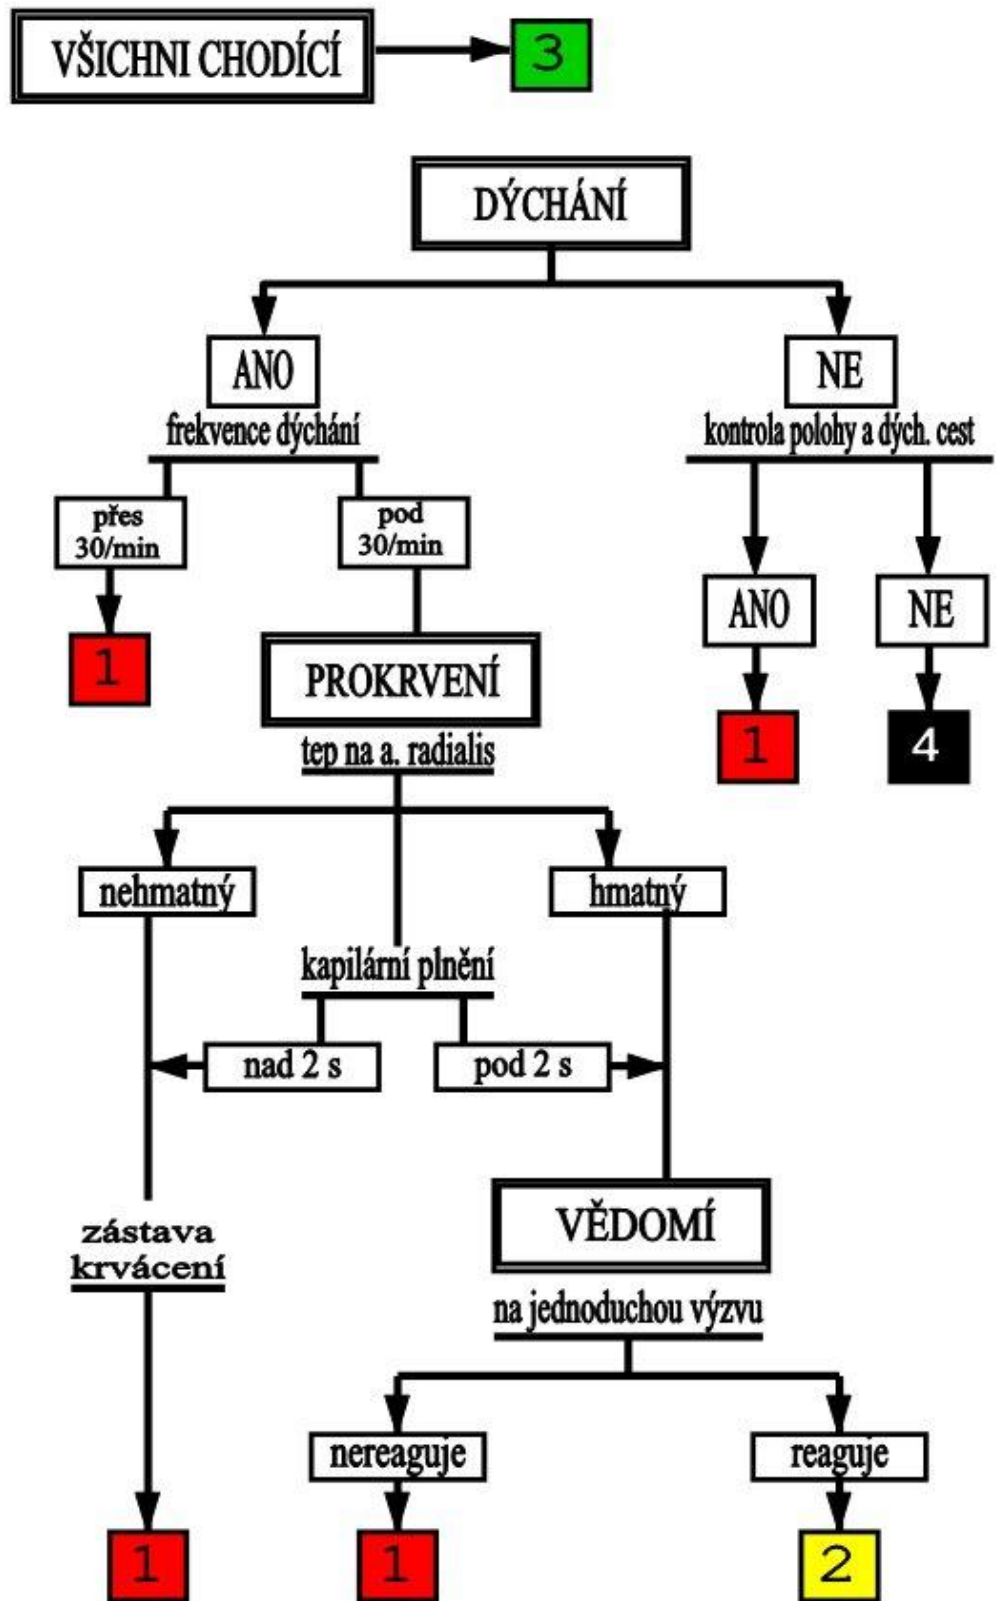 VŠICHNI CHODÍCÍ
3
DÝCHÁNÍ
ANO
NE
frekvence dýchání
kontrola polohy a dých. cest
přes
30/min
pod
30/min
ANO
NE
1
PROKRVENÍ
1
4
tep na a. radialis
nehmatný
hmatný
kapilární plnění
nad 2 s
pod 2 s
VĚDOMÍ
zástava
krvácení
na jednoduchou výzvu
nereaguje
reaguje
1
1
2